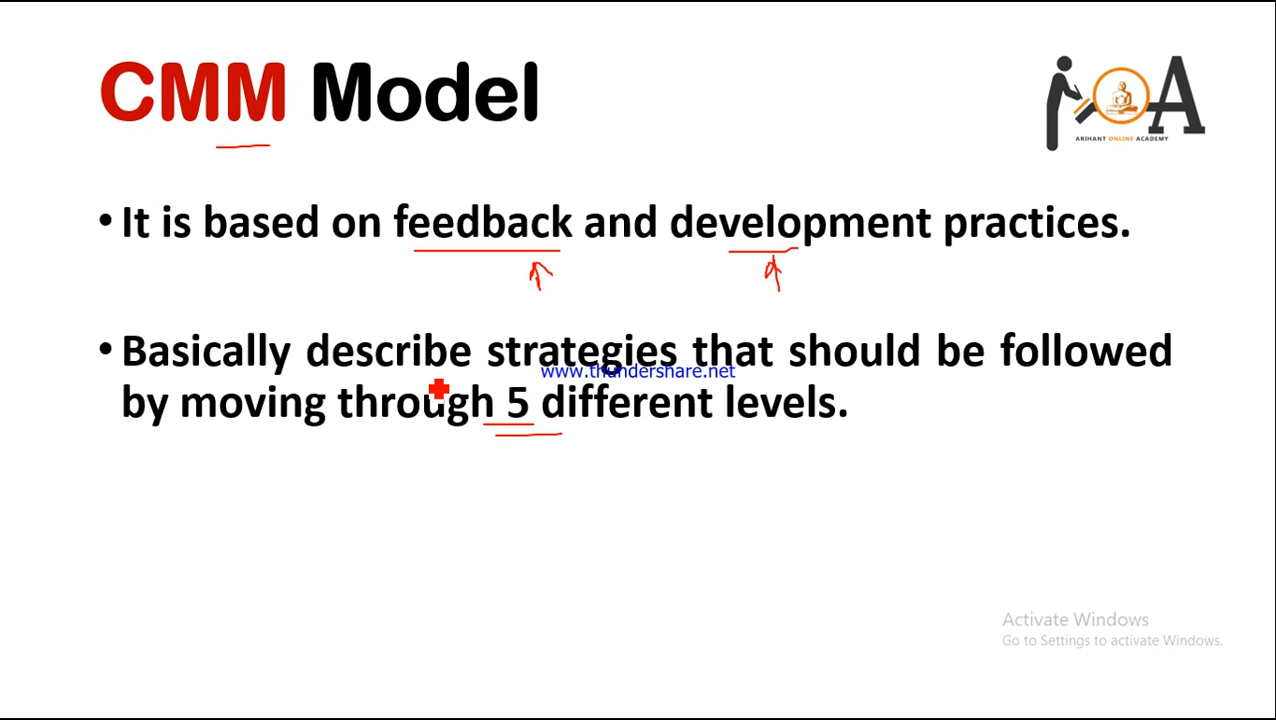 CMM Model
A
ARIHANT ONLINE ACADEMY
• It is based on feedback and development practices.
• Basically describe strategies that should be followed
www.thundershare.net
by moving through 5 different levels.
Activate Windows
Go to Settings to activate Windows.